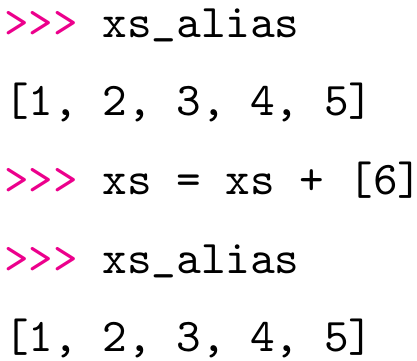 >>> xs_alias
[1, 2, 3, 4, 5]
>>> xs = xs + [6]
>>> xs_alias
[1, 2, 3, 4, 5]